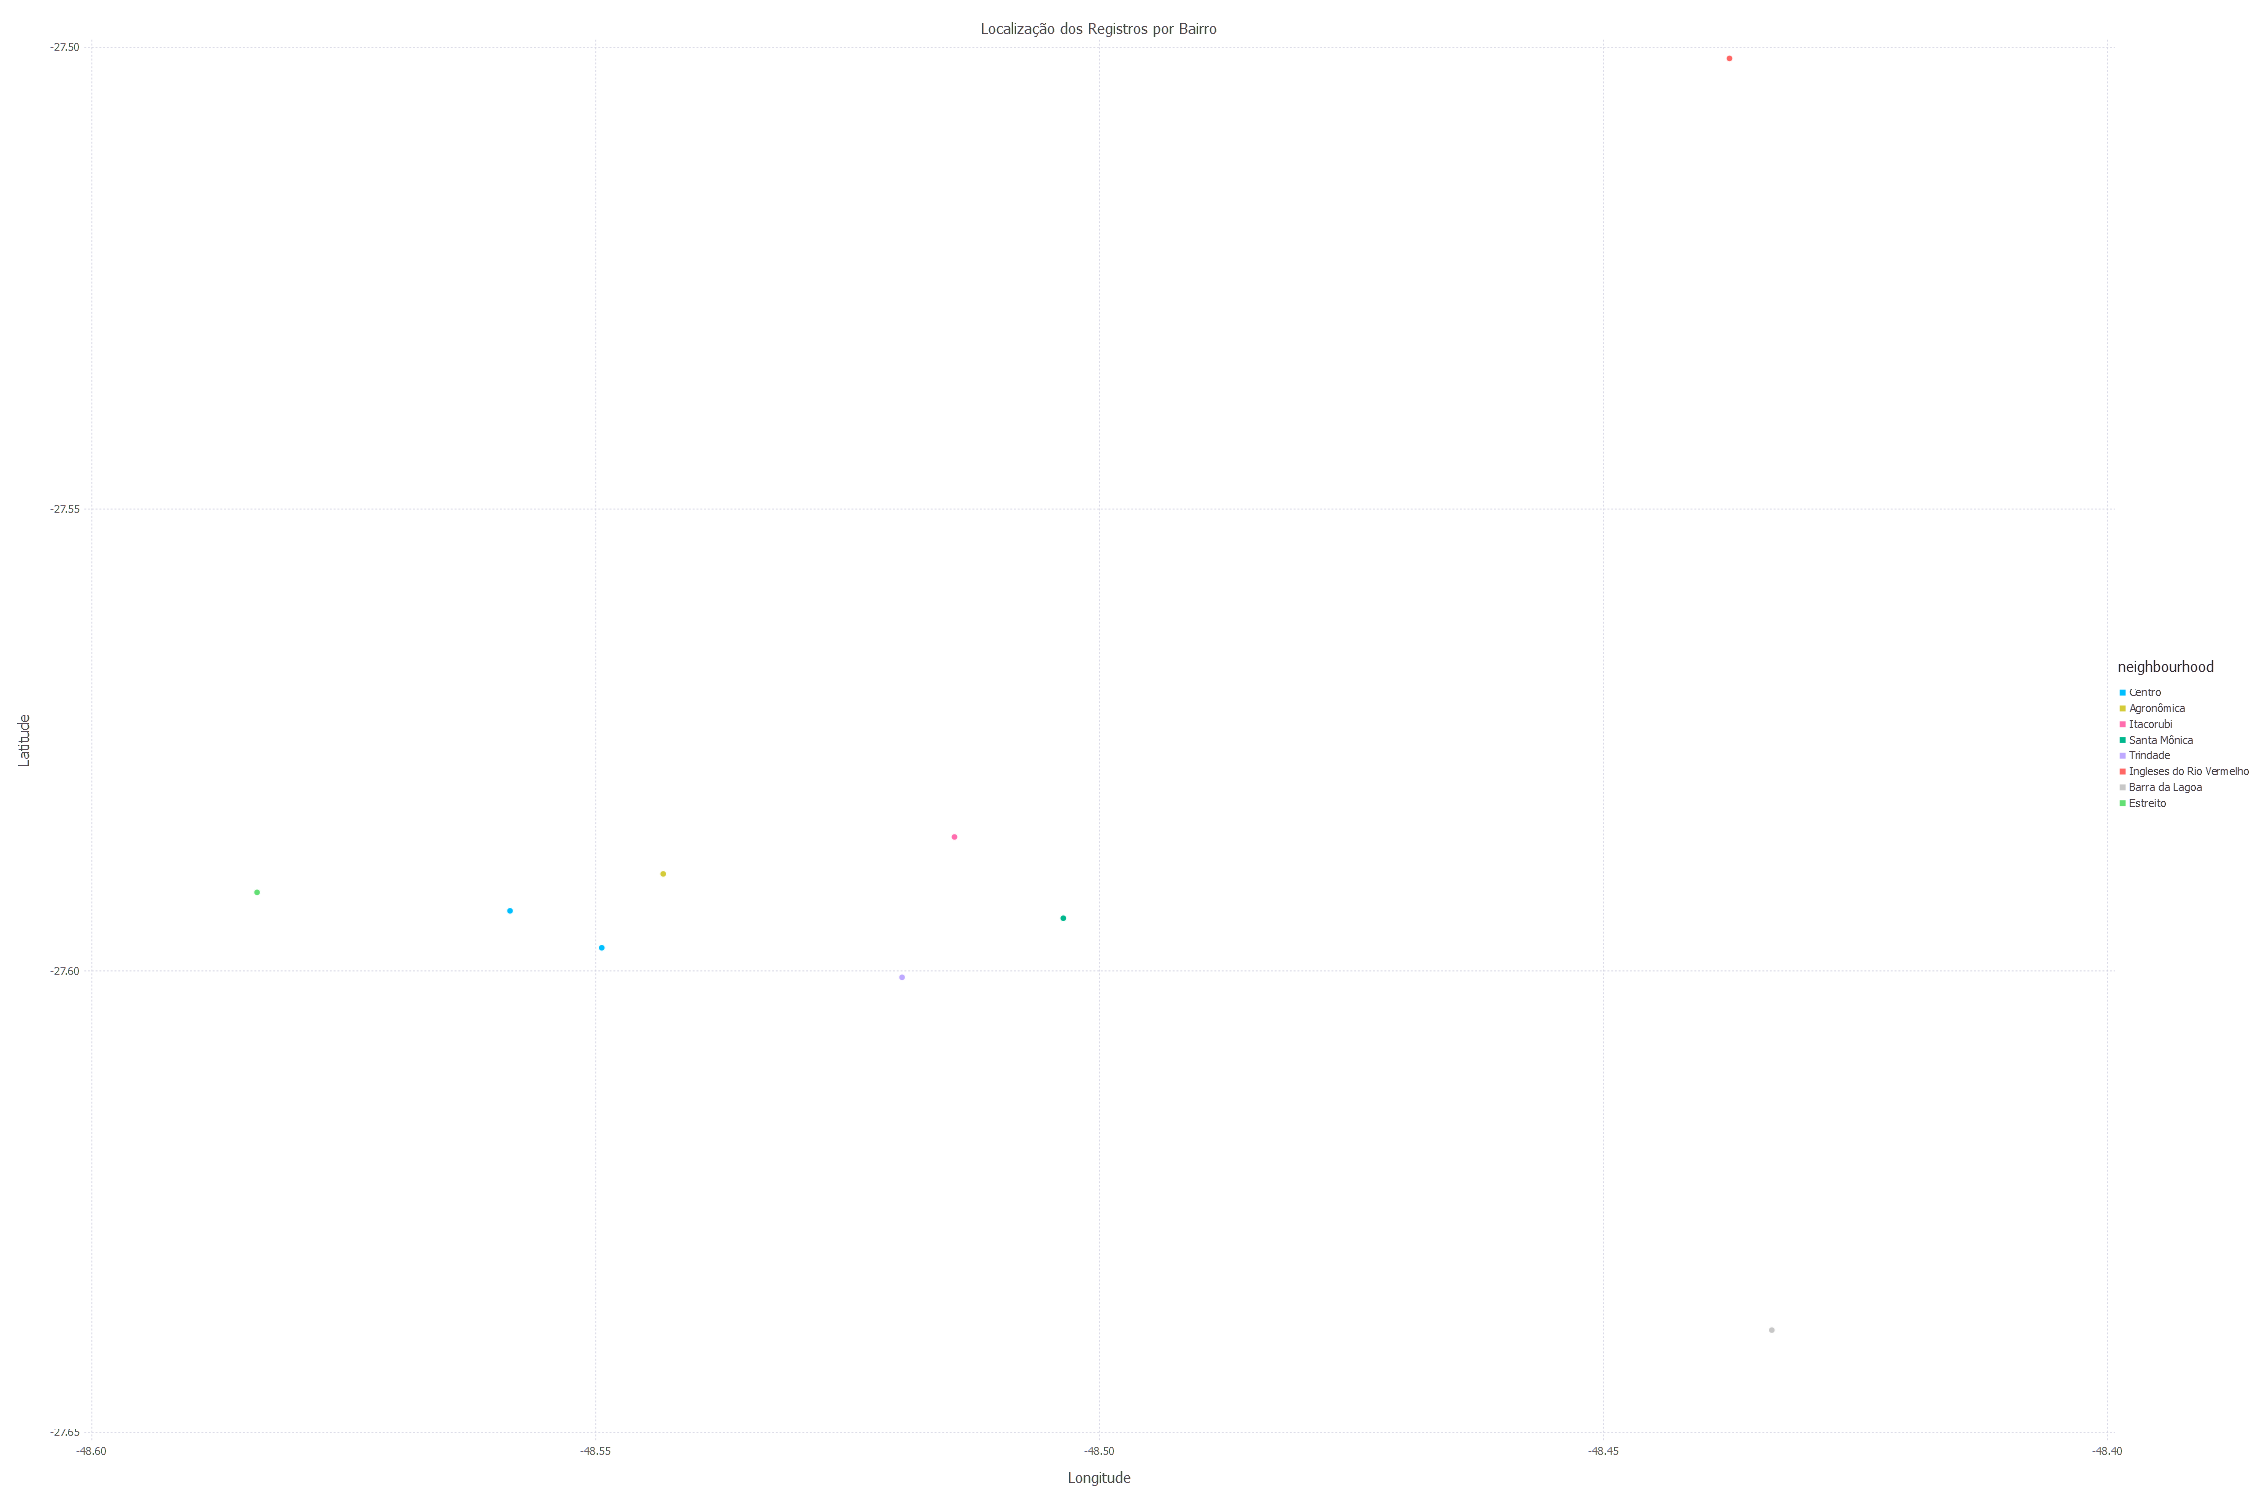 Localização dos Registros por Bairro
-27.50
-27.55
-27.60
-27.65
Latitude
-48.60
-48.55
-48.50
-48.45
-48.40
Longitude
neighbourhood
Centro
Agronômica
Itacorubi
Santa Mônica
Trindade
Ingleses do Rio Vermelho
Barra da Lagoa
Estreito